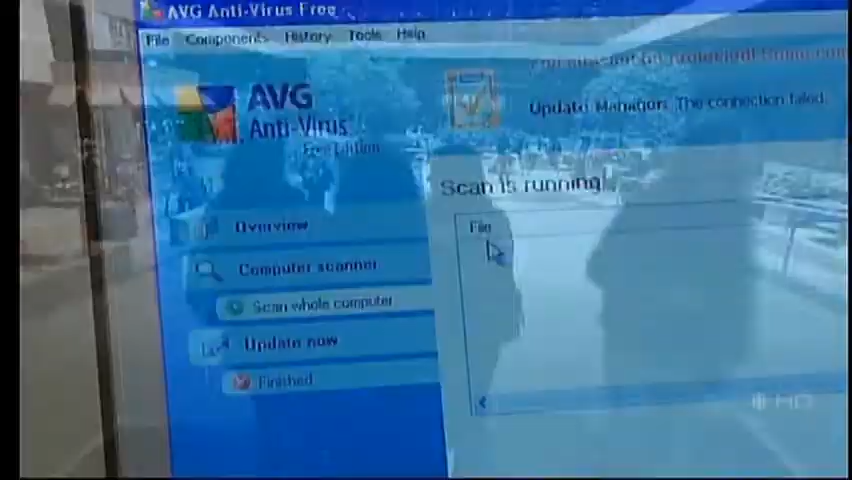 AVG Anti-Virus Free
File Components History Tools Help
AVG
Anti-Virus
Free Edition
Update Manager: The connection failed.
Scan is running
File
Overview
Computer scanner
Scan whole computer
Update now
Finished
HD